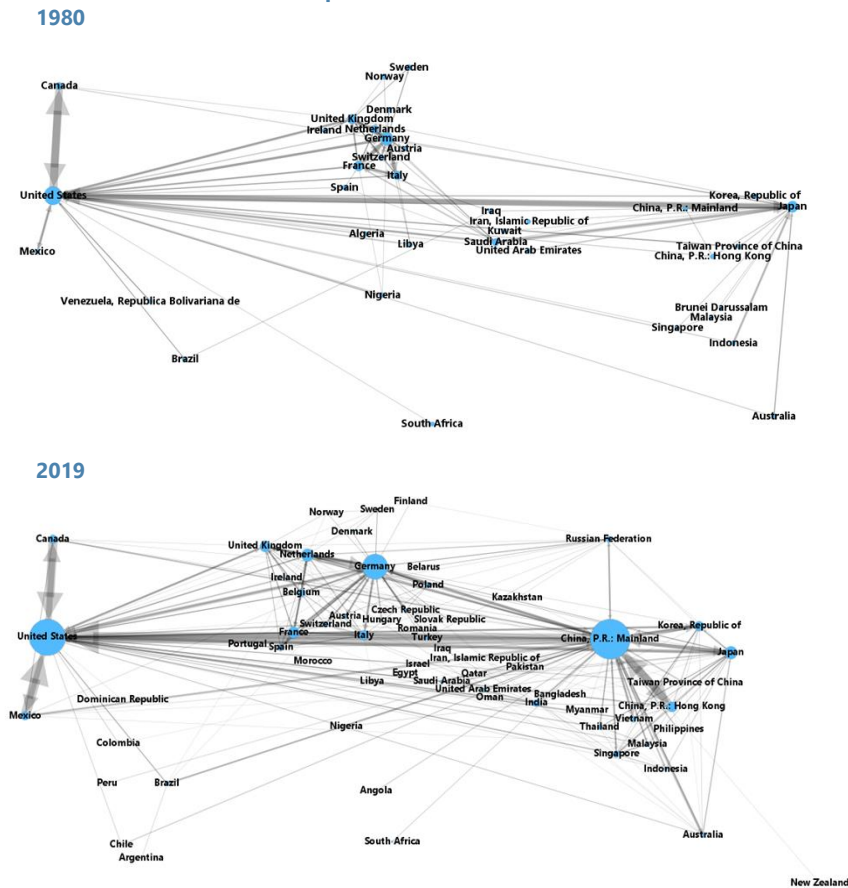 1980
Sweden
Norway
Canada
Denmark
United Kingdom
Ireland Netherlands
Germany
Austria
Switzerland
France
Italy
Spain
United States
Korea, Republic of
China, P.R.: Mainland
Japan
Iraq
Iran, Islamic Republic of
Kuwait
Algeria
Saudi Arabia
Libya
United Arab Emirates
Taiwan Province of China
China, P.R.: Hong Kong
Mexico
Nigeria
Venezuela, Republica Bolivariana de
Brunei Darussalam
Malaysia
Singapore
Indonesia
Brazil
Australia
South Africa
2019
Finland
Sweden
Norway
Denmark
Canada
Russian Federation
United Kingdom
Netherlands
Germany
Belarus
Ireland
Poland
Belgium
Kazakhstan
Czech Republic
Austria
Hungary
Slovak Republic
Switzerland
Romania
France
Italy
Turkey
Korea, Republic of
United States
China, P.R.: Mainland
Portugal
Spain
Iraq
Japan
Morocco
Israel
Iran, Islamic Republic of
Pakistan
Egypt
Qatar
Libya
Saudi Arabia
Taiwan Province of China
United Arab Emirates
Oman
Bangladesh
India
Dominican Republic
China, P.R.: Hong Kong
Myanmar
Mexico
Vietnam
Nigeria
Thailand
Philippines
Colombia
Malaysia
Singapore
Indonesia
Peru
Brazil
Angola
Australia
South Africa
Chile
Argentina
New Zealand